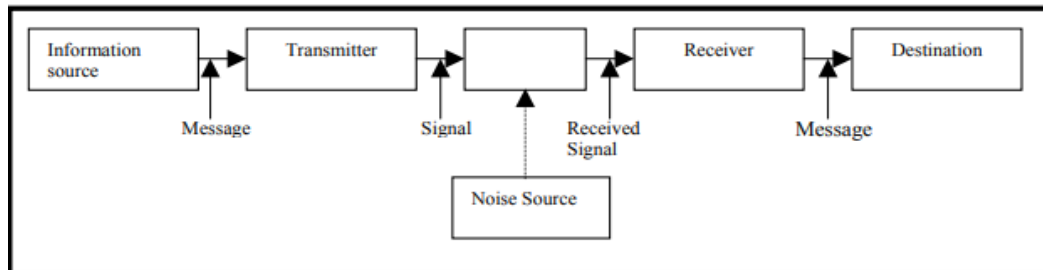 Information
source
Transmitter
Receiver
Destination
Message
Signal
Received
Signal
Message
Noise Source